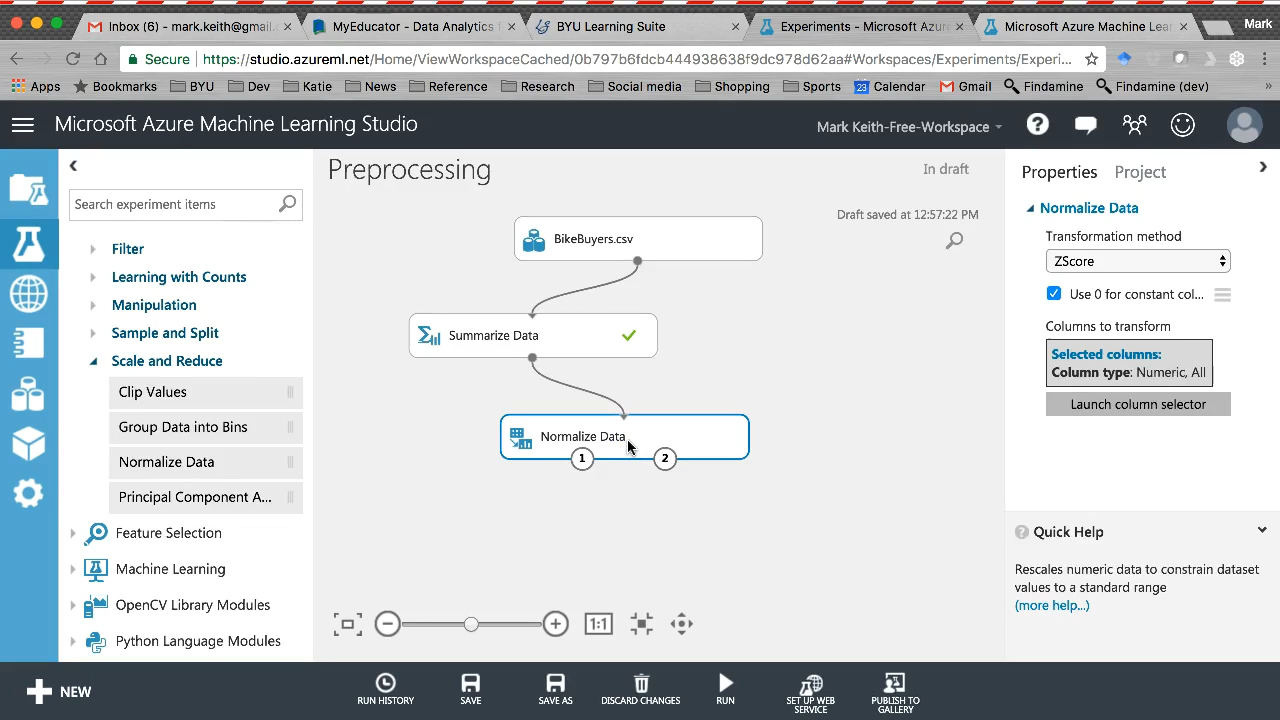 Inbox (6) - mark.keith@gmail.
MyEducator - Data Analytics f
BYU Learning Suite
Experiments - Microsoft Azure
Microsoft Azure Machine Lea
Mark
Secure
https://studio.azureml.net/Home/ViewWorkspaceCached/0b797b6fdcb444938638f9dc978d62aa#Workspaces/Experiments/Experi...
Apps
Bookmarks
BYU
Dev
Katie
News
Reference
Research
Social media
Shopping
Sports
23
Calendar
Gmail
Findamine
Findamine (dev)
»
Microsoft Azure Machine Learning Studio
Mark Keith-Free-Workspace
?
Search experiment items
Filter
Learning with Counts
Manipulation
Sample and Split
Scale and Reduce
Clip Values
Group Data into Bins
Normalize Data
Principal Component A...
Feature Selection
Machine Learning
OpenCV Library Modules
Python Language Modules
Preprocessing
In draft
Draft saved at 12:57:22 PM
BikeBuyers.csv
Summarize Data
Normalize Data
1
2
1:1
Properties
Project
Normalize Data
Transformation method
ZScore
Use 0 for constant col...
Columns to transform
Selected columns:
Column type: Numeric, All
Launch column selector
? Quick Help
Rescales numeric data to constrain dataset
values to a standard range
(more help...)
NEW
RUN HISTORY
SAVE
SAVE AS
DISCARD CHANGES
RUN
SET UP WEB
SERVICE
PUBLISH TO
GALLERY